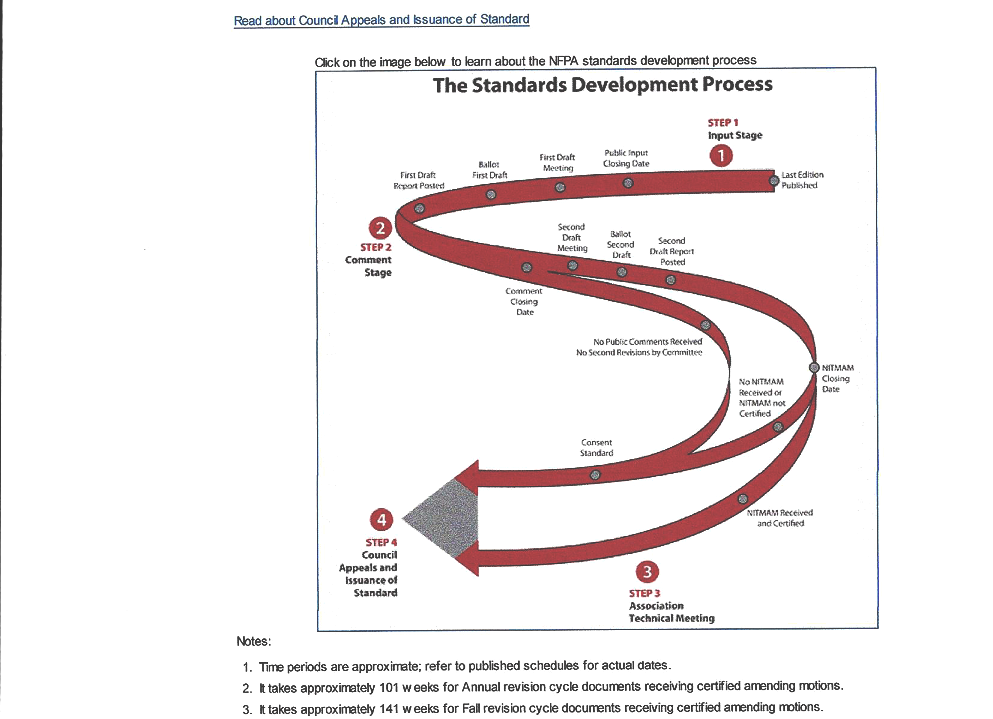 Read about Council Appeals and Issuance of Standard
Click on the image below to learn about the NFPA standards development process
The Standards Development Process
STEP 1
Input Stage
1
Last Edition
Published
Public Input
Closing Date
First Draft
Meeting
Ballot
First Draft
First Draft
Report Posted
2
STEP 2
Comment
Stage
Comment
Closing
Date
Second
Draft
Meeting
Ballot
Second
Draft
Second
Draft Report
Posted
No Public Comments Received
No Second Revisions by Committee
NITMAM
Closing
Date
No NITMAM
Received or
NITMAM not
Certified
Consent
Standard
NITMAM Received
and Certified
3
STEP 3
Association
Technical Meeting
4
STEP 4
Council
Appeals and
Issuance of
Standard
Notes:
1. Time periods are approximate; refer to published schedules for actual dates.
2. It takes approximately 101 weeks for Annual revision cycle documents receiving certified amending motions.
3. It takes approximately 141 weeks for Fall revision cycle documents receiving certified amending motions.